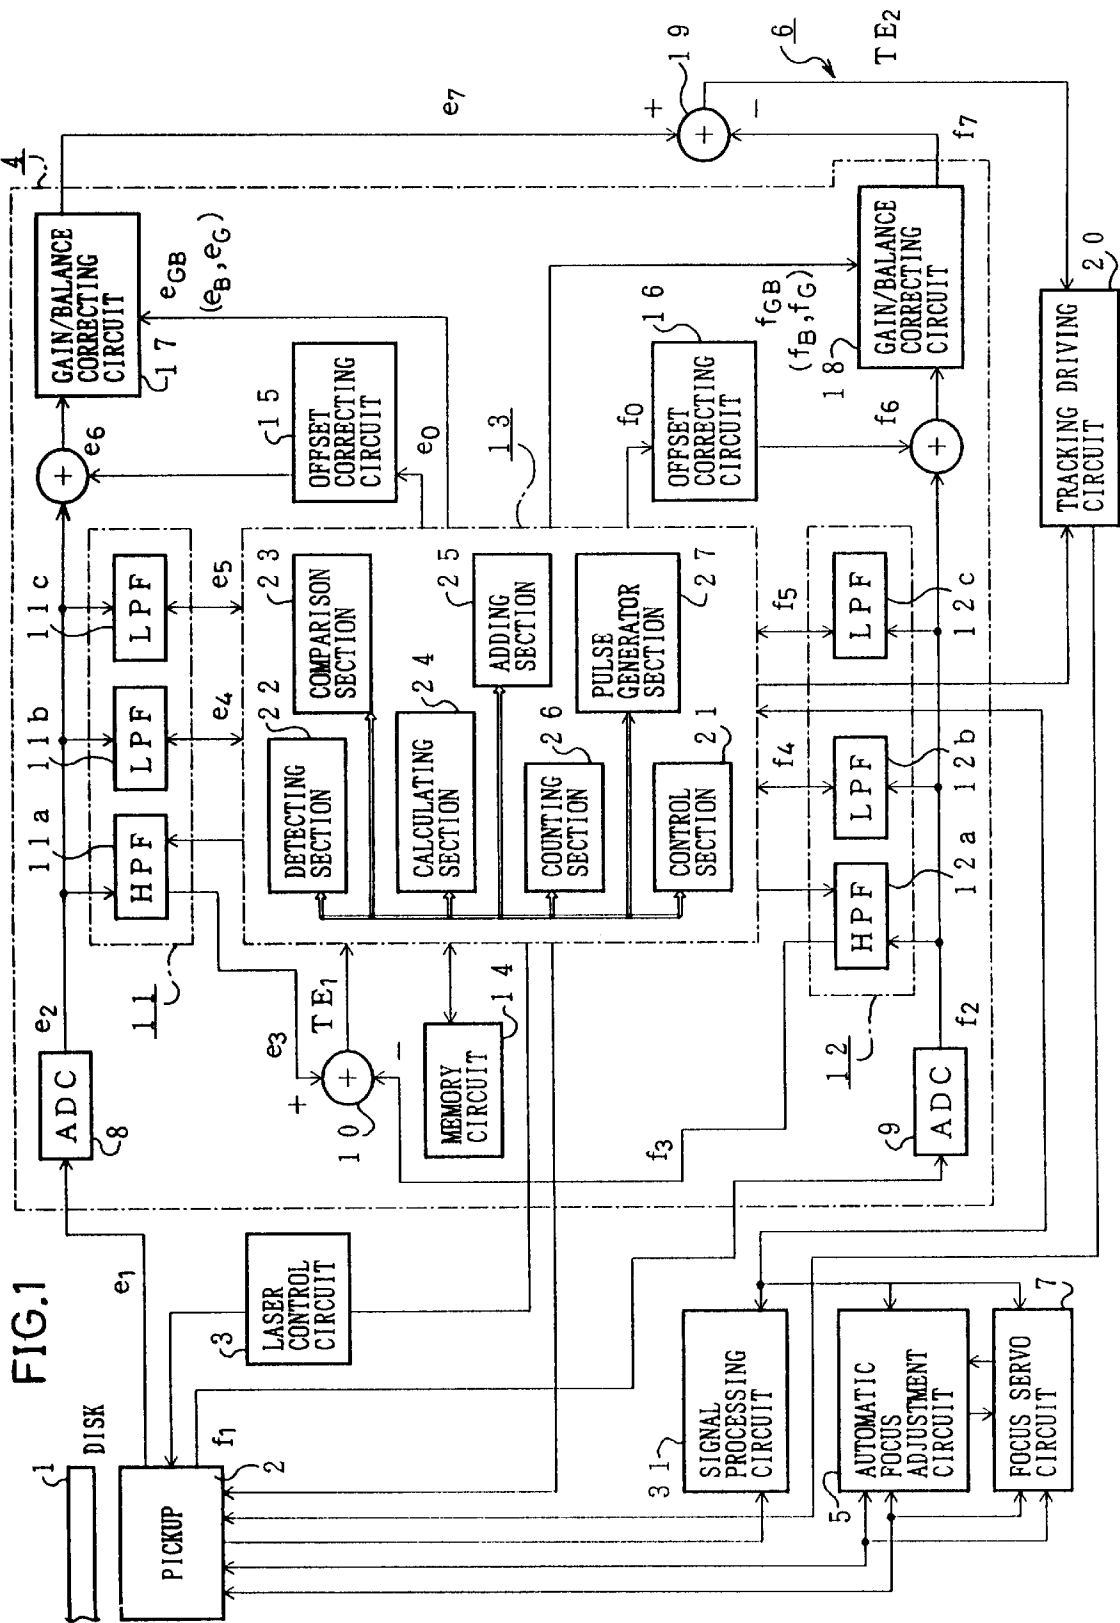 FIG.1
1
DISK
PICKUP
2
e1
f1
3
LASER
CONTROL
CIRCUIT
4
ADC
8
e2
11
11a
HPF
11b
LPF
11c
LPF
e3
e4
e5
e6
GAIN/BALANCE
CORRECTING
CIRCUIT
17
e7
eGB
(eB,eG)
OFFSET
CORRECTING
CIRCUIT
15
e0
13
DETECTING
SECTION
22
COMPARISON
SECTION
23
CALCULATING
SECTION
24
ADDING
SECTION
25
COUNTING
SECTION
26
PULSE
GENERATOR
SECTION
27
CONTROL
SECTION
21
+
+
-
10
TE1
MEMORY
CIRCUIT
14
f3
f0
OFFSET
CORRECTING
CIRCUIT
16
fGB
(fB,fG)
GAIN/BALANCE
CORRECTING
CIRCUIT
18
f4
f5
12
HPF
12a
LPF
12b
LPF
12c
ADC
9
f2
+
f6
f7
+
+
-
19
6
TE2
+
TRACKING DRIVING
CIRCUIT
20
SIGNAL
PROCESSING
CIRCUIT
31
AUTOMATIC
FOCUS
ADJUSTMENT
CIRCUIT
5
FOCUS SERVO
CIRCUIT
7